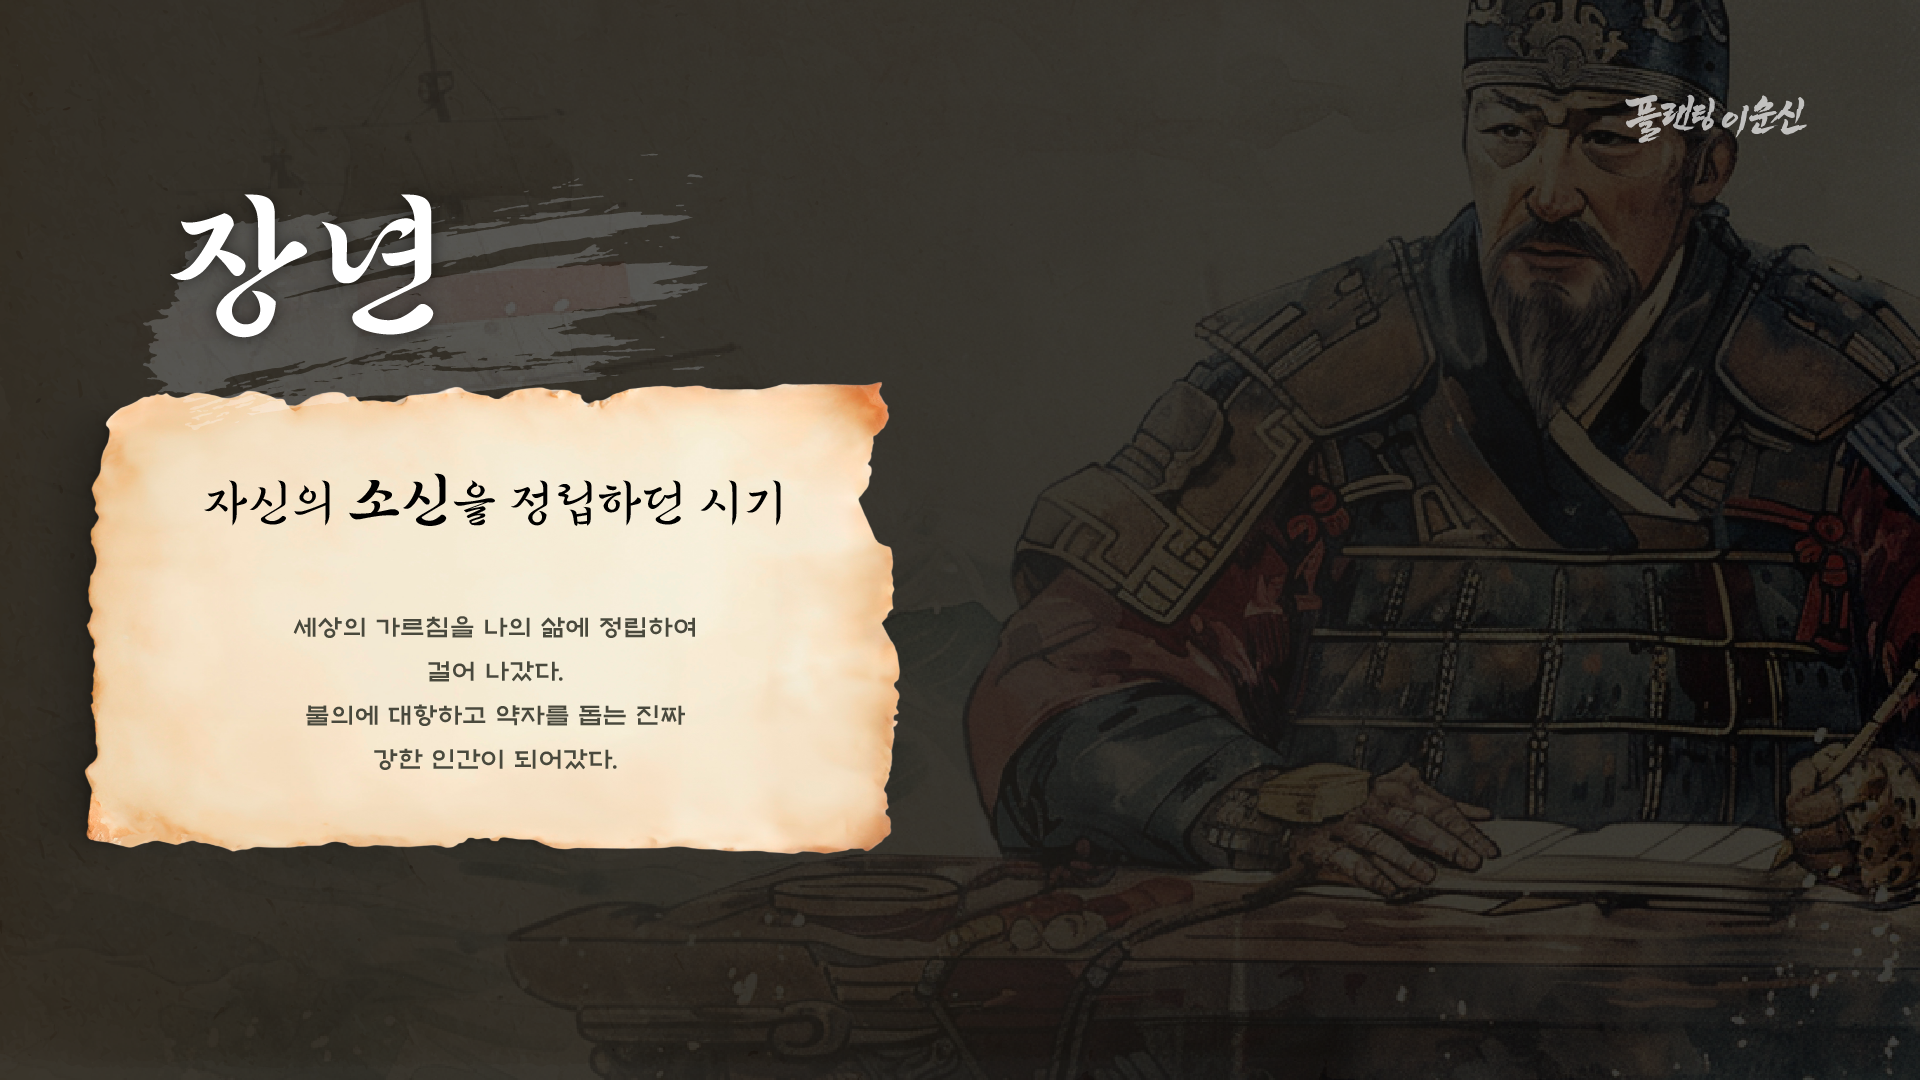 플랜팅 이순신
장년
자신의 소신을 정립하던 시기
세상의 가르침을 나의 삶에 정립하여
걸어 나갔다.
불의에 대항하고 약자를 돕는 진짜
강한 인간이 되어갔다.